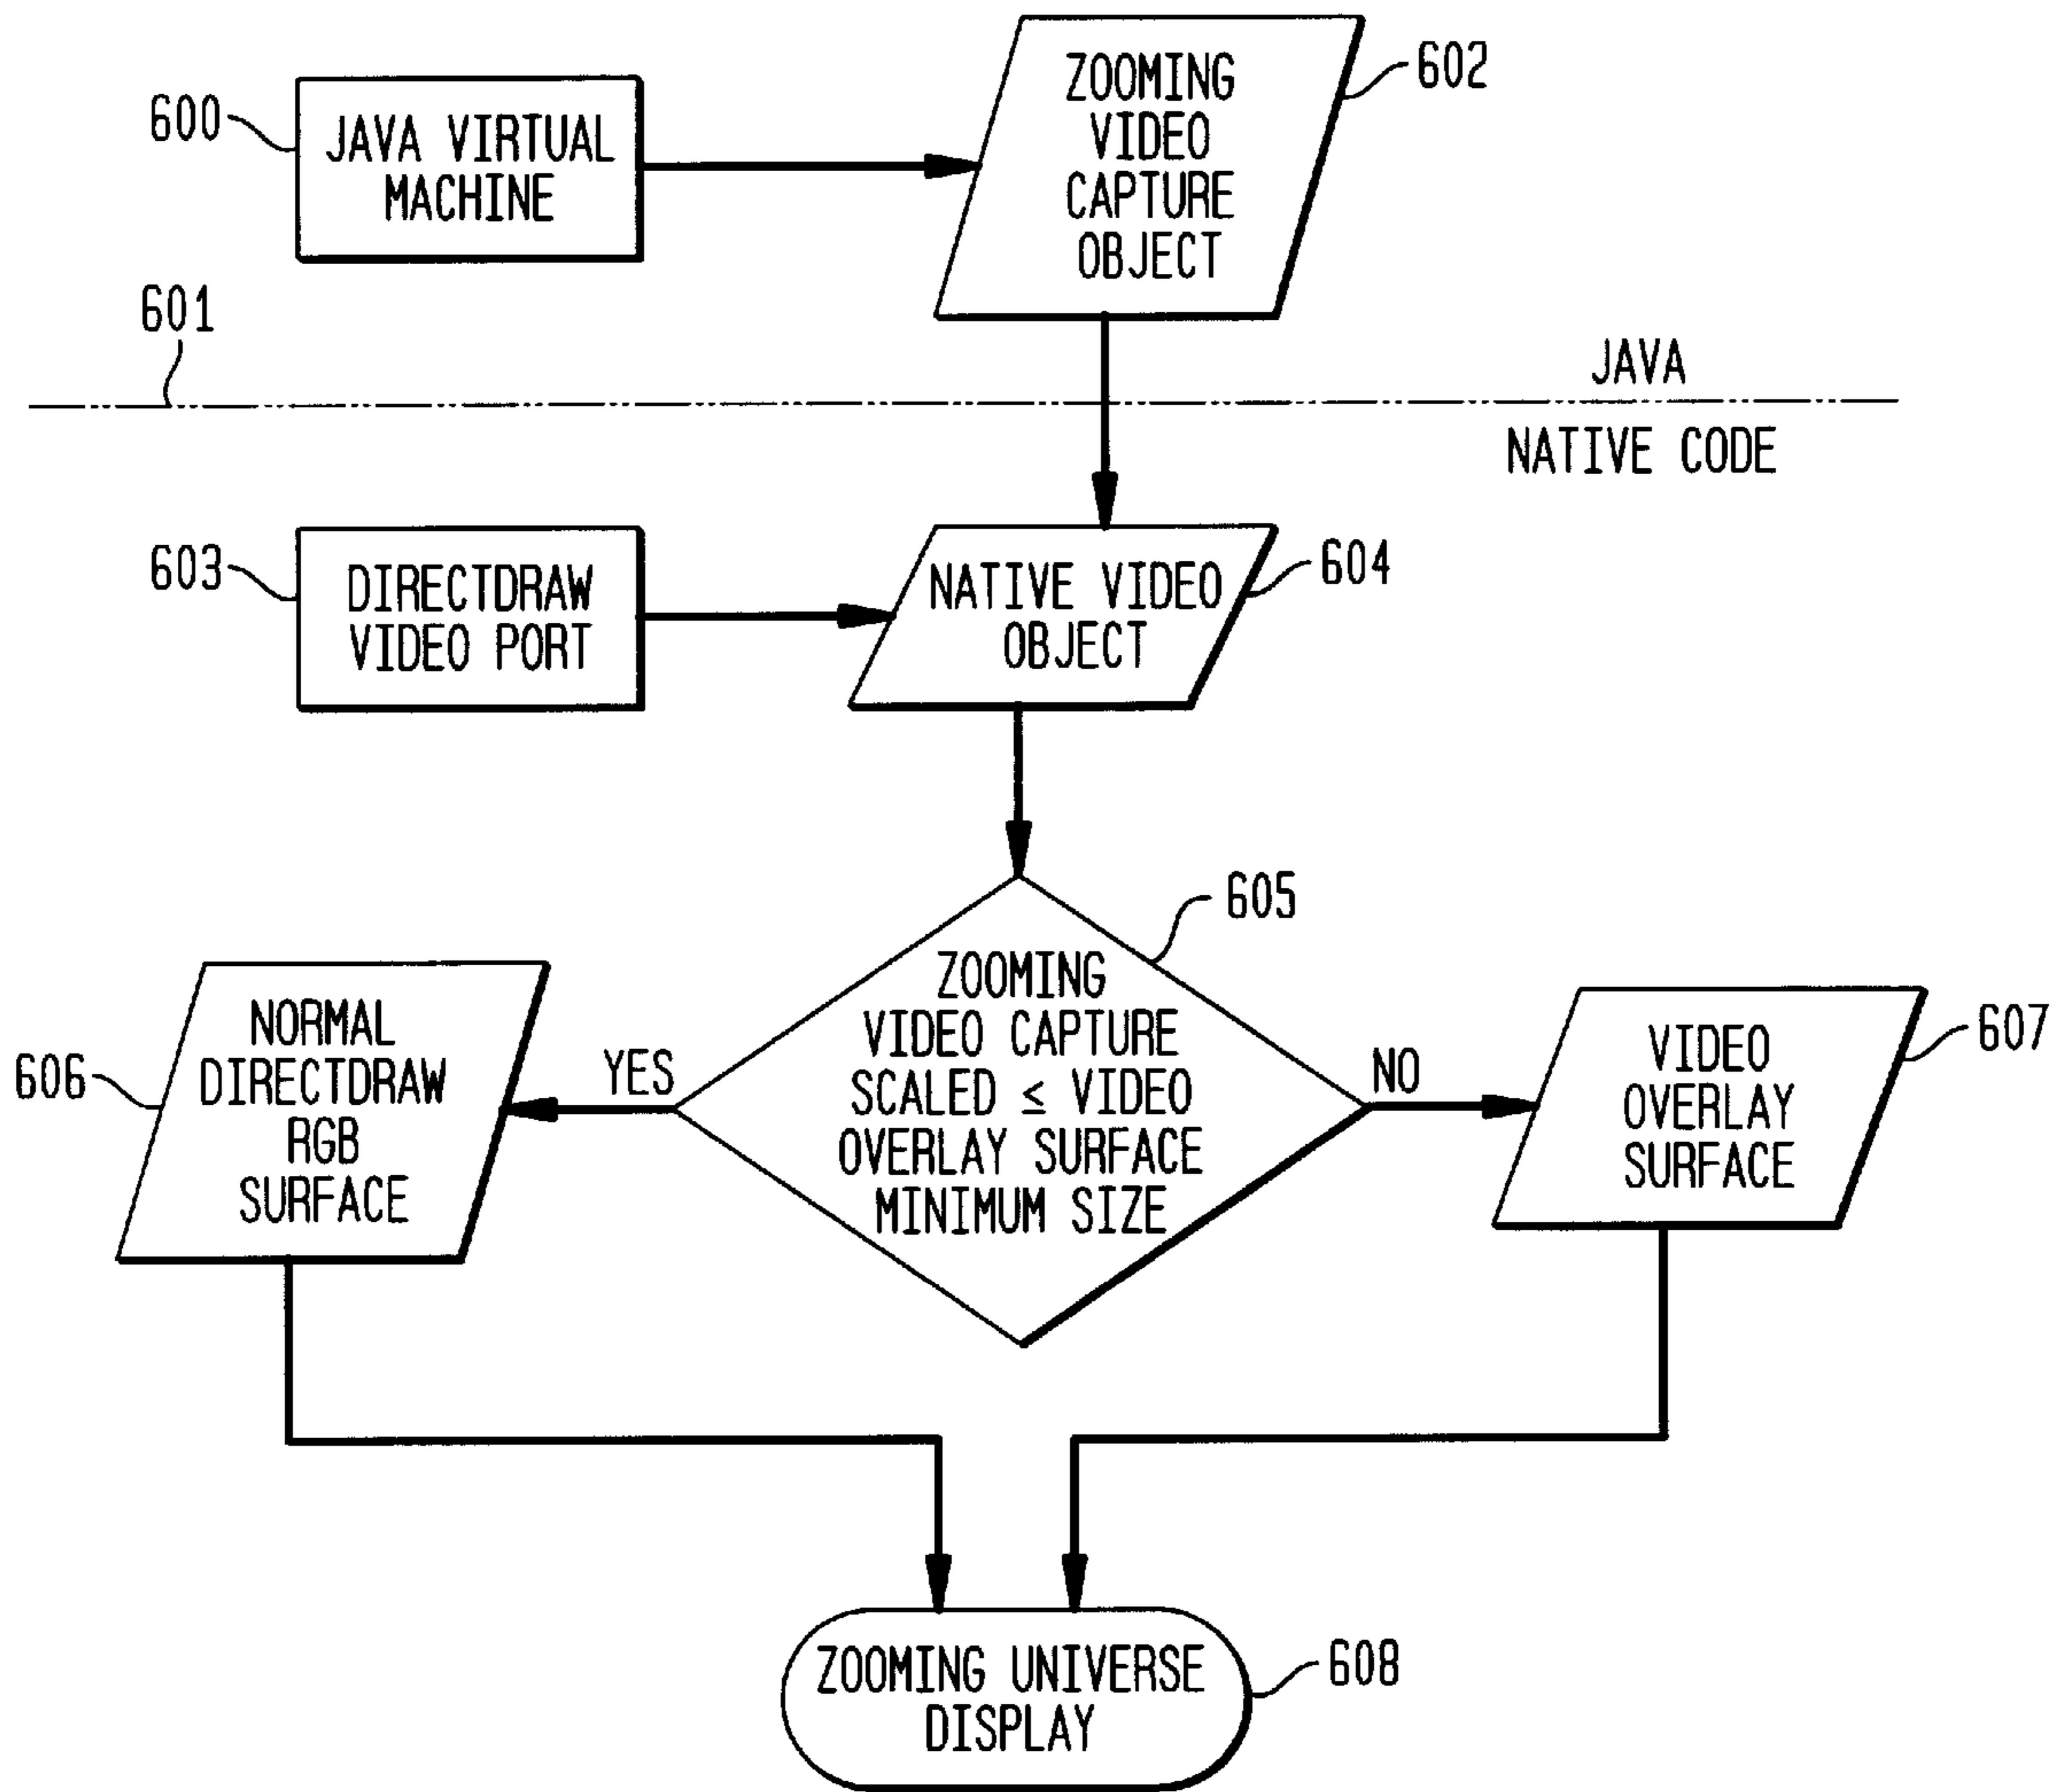 600
JAVA VIRTUAL
MACHINE
ZOOMING
VIDEO
CAPTURE
OBJECT
602
601
JAVA
NATIVE CODE
603
DIRECTDRAW
VIDEO PORT
NATIVE VIDEO
OBJECT
604
605
ZOOMING
VIDEO CAPTURE
SCALED ≤ VIDEO
OVERLAY SURFACE
MINIMUM SIZE
YES
NO
606
NORMAL
DIRECTDRAW
RGB
SURFACE
VIDEO
OVERLAY
SURFACE
607
ZOOMING UNIVERSE
DISPLAY
608